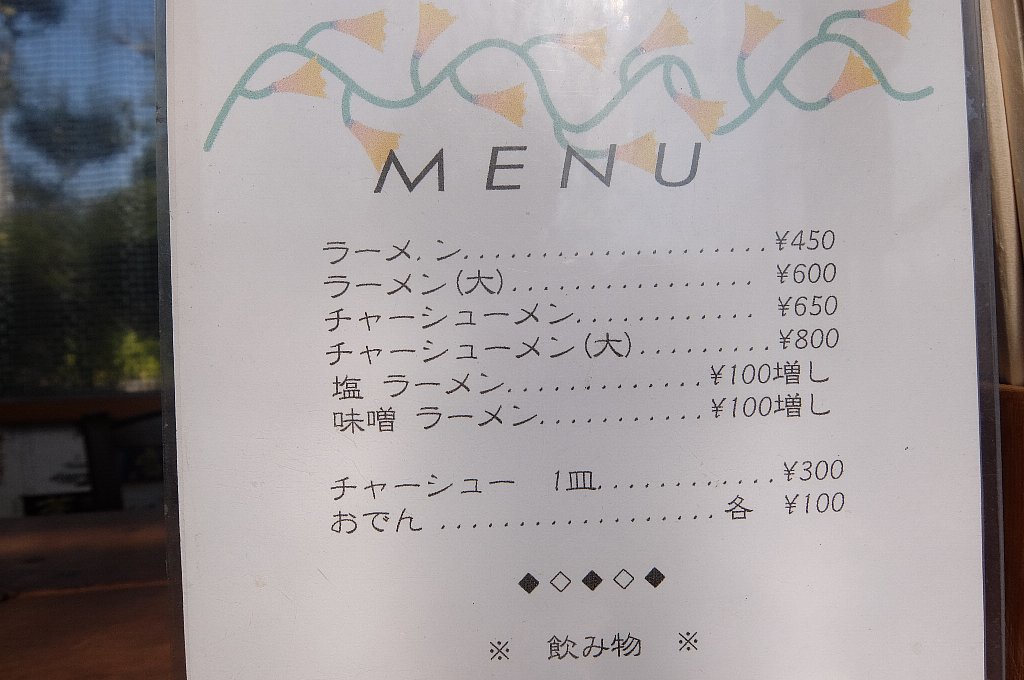 MENU
ラーメン....................¥450
ラーメン(大)................. ¥600
チャーシューメン............ ¥650
チャーシューメン(大).........¥800
塩 ラーメン.............¥100増し
味噌 ラーメン...........¥100増し
チャーシュー 1皿............¥300
おでん ..................各 ¥100
◆◇◆◇◆
※ 飲み物 ※